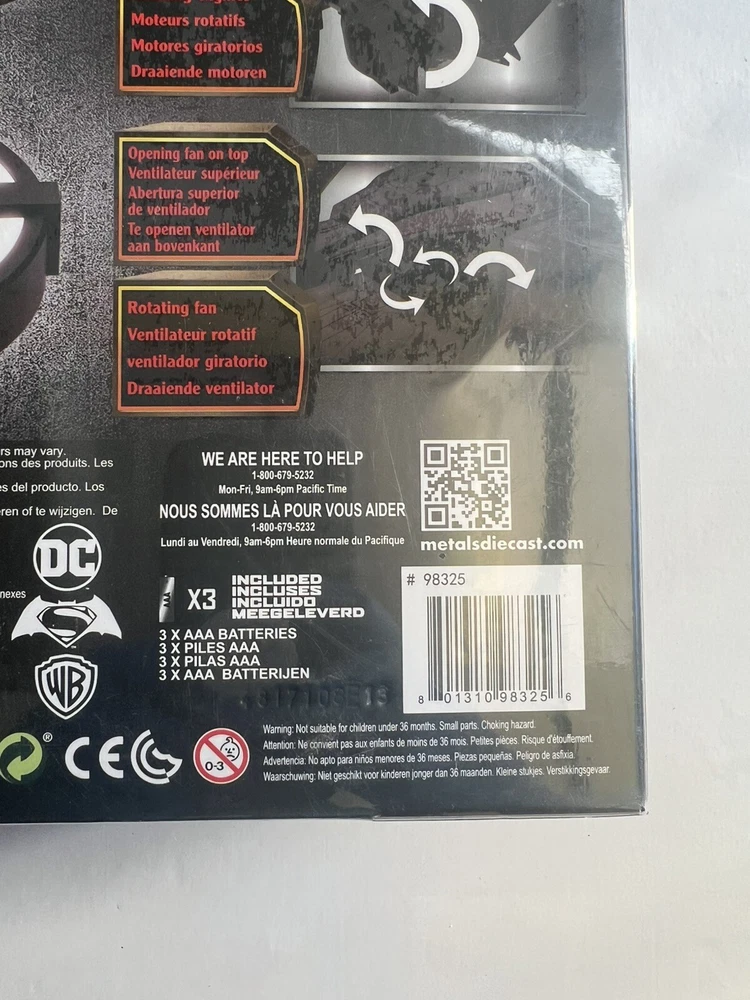 Moteurs rotatifs
Motores giratorios
Draaiende motoren
Opening fan on top
Ventilateur supérieur
Abertura superior
de ventilador
Te openen ventilator
aan bovenkant
Rotating fan
Ventilateur rotatif
ventilador giratorio
Draaiende ventilator
rs may vary.
ons des produits. Les
es del producto. Los
eren of te wijzigen. De
nexes
WE ARE HERE TO HELP
1-800-679-5232
Mon-Fri, 9am-6pm Pacific Time
NOUS SOMMES LÀ POUR VOUS AIDER
1-800-679-5232
Lundi au Vendredi, 9am-6pm Heure normale du Pacifique
metalsdiecast.com
DC
S
WB
AAA
X3
INCLUDED
INCLUSES
INCLUIDO
MEEGELEVERD
3 X AAA BATTERIES
3 X PILES AAA
3 X PILAS AAA
3 X AAA BATTERIJEN
# 98325
8 01310 98325 6
CE
0-3
Warning: Not suitable for children under 36 months. Small parts. Choking hazard.
Attention: Ne convient pas aux enfants de moins de 36 mois. Petites pièces. Risque d'étouffement.
Advertencia: No apto para niños menores de 36 meses. Piezas pequeñas. Peligro de asfixia.
Waarschuwing: Niet geschikt voor kinderen jonger dan 36 maanden. Kleine stukjes. Verstikkingsgevaar.